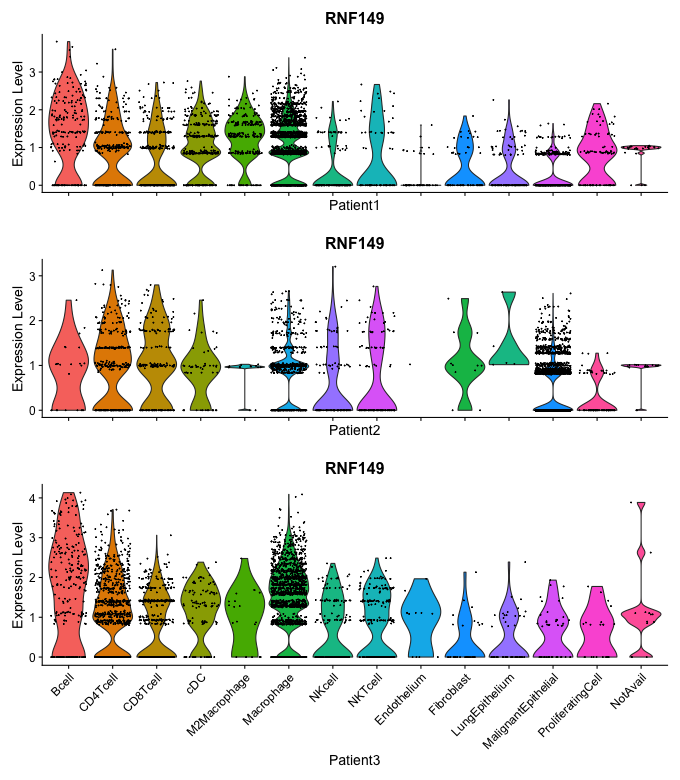 RNF149
Expression Level
3
2
1
0
Patient1
RNF149
Expression Level
3
2
1
0
Patient2
RNF149
Expression Level
4
3
2
1
0
Bcell
CD4Tcell
CD8Tcell
cDC
M2Macrophage
Macrophage
NKcell
NKTcell
Endothelium
Fibroblast
LungEpithelium
MalignantEpithelial
ProliferatingCell
NotAvail
Patient3